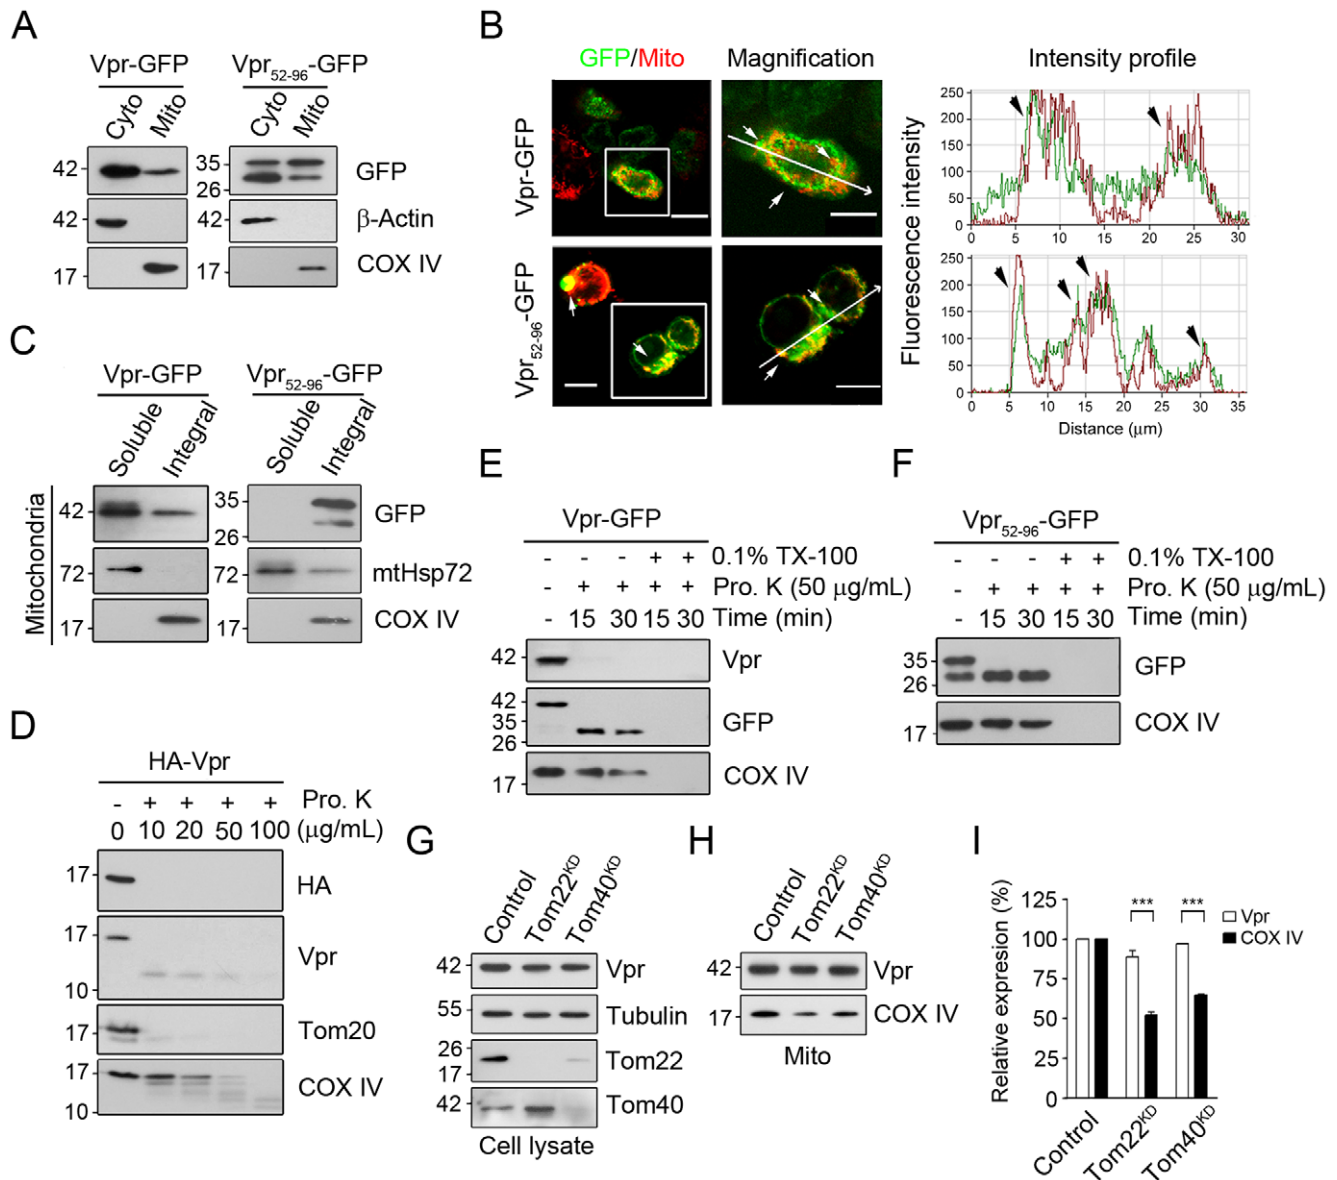 A
Vpr-GFP Vpr52-96-GFP
Cyto Mito Cyto Mito
42 35 26 GFP
42 42 β-Actin
17 17 COX IV
B
GFP/Mito Magnification Intensity profile
Vpr-GFP
Vpr52-96-GFP
Fluorescence intensity
250
200
150
100
50
0
0 5 10 15 20 25 30
250
200
150
100
50
0
0 5 10 15 20 25 30 35
Distance (μm)
C
Vpr-GFP Vpr52-96-GFP
Soluble Integral Soluble Integral
Mitochondria
42 35 26 GFP
72 72 mtHsp72
17 17 COX IV
D
HA-Vpr
- + + + + Pro. K
0 10 20 50 100 (μg/mL)
17 HA
17 Vpr
10
17 Tom20
17 COX IV
10
E
Vpr-GFP
- - - + + 0.1% TX-100
- + + + + Pro. K (50 μg/mL)
- 15 30 15 30 Time (min)
42 Vpr
42
35 GFP
26
17 COX IV
F
Vpr52-96-GFP
- - - + + 0.1% TX-100
- + + + + Pro. K (50 μg/mL)
- 15 30 15 30 Time (min)
35 GFP
26
17 COX IV
G
Control Tom22KD Tom40KD
42 Vpr
55 Tubulin
26 Tom22
17
42 Tom40
Cell lysate
H
Control Tom22KD Tom40KD
42 Vpr
17 COX IV
Mito
I
Relative expresion (%)
125
100
75
50
25
0
*** ***
Vpr
COX IV
Control Tom22KD Tom40KD